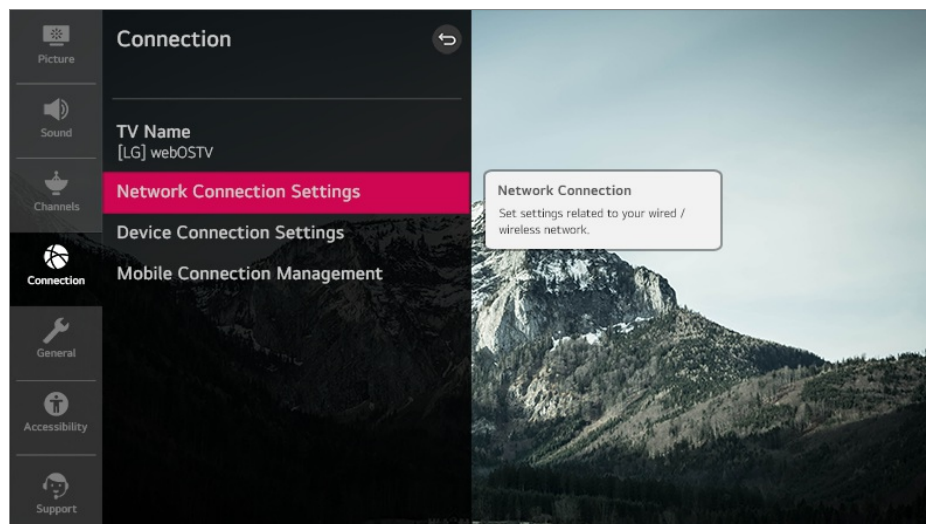 Picture
Sound
Channels
Connection
General
Accessibility
Support
Connection
TV Name
[LG] webOSTV
Network Connection Settings
Device Connection Settings
Mobile Connection Management
Network Connection
Set settings related to your wired /
wireless network.